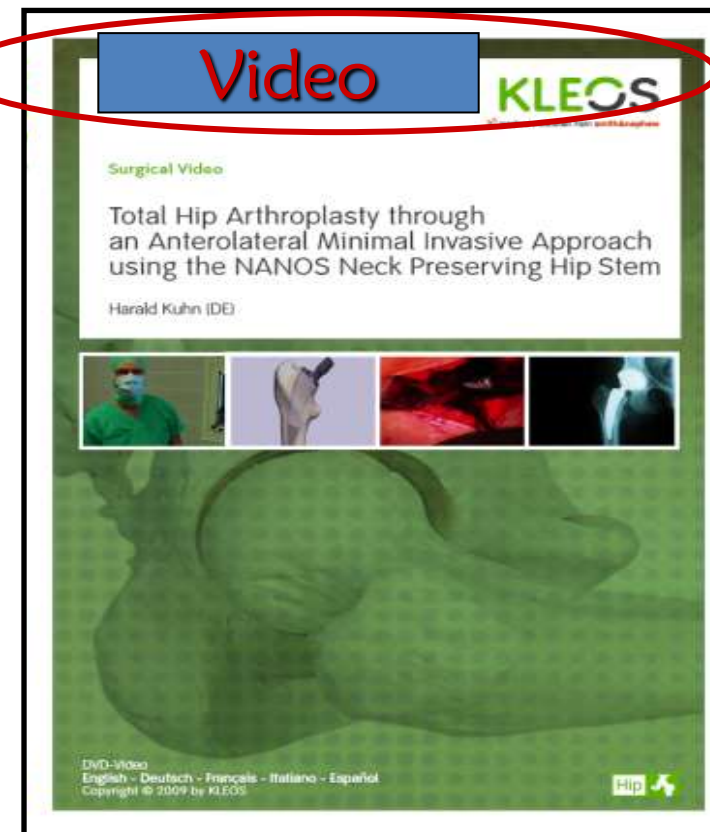 Video
KLEOS
Surgical Video
Total Hip Arthroplasty through
an Anterolateral Minimal Invasive Approach
using the NANOS Neck Preserving Hip Stem
Harald Kuhn (DE)
DVD-Video
English - Deutsch - Français - Italiano - Español
Copyright © 2009 by KLEOS
Hip